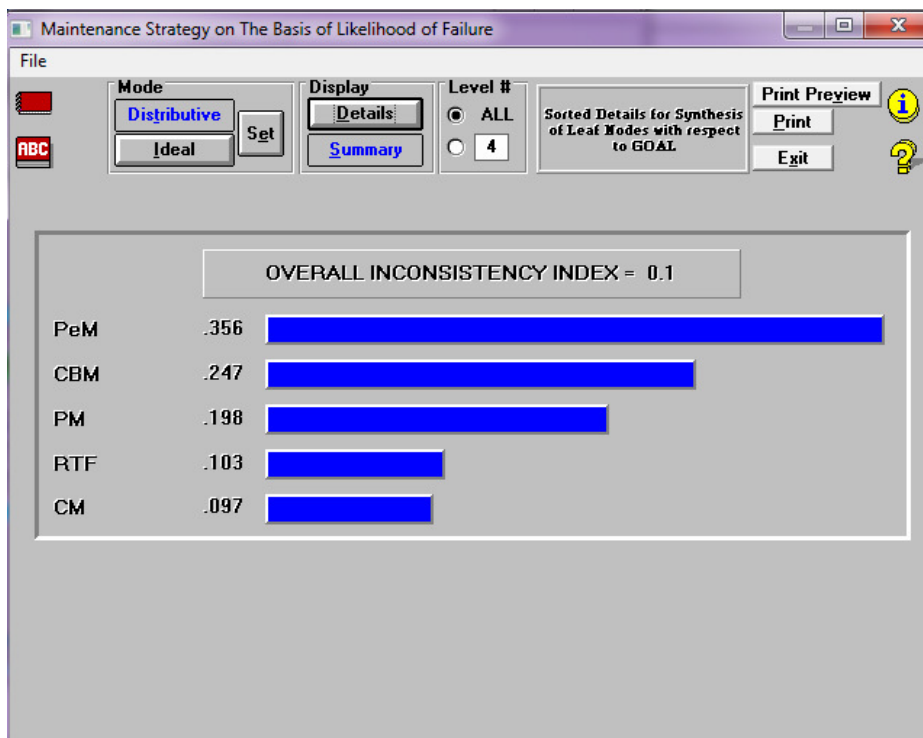 Maintenance Strategy on The Basis of Likelihood of Failure
File
Mode
Distributive
Ideal
Set
Display
Details
Summary
Level #
ALL
4
Sorted Details for Synthesis
of Leaf Nodes with respect
to GOAL
Print Preview
Print
Exit
ABC
OVERALL INCONSISTENCY INDEX = 0.1
PeM .356
CBM .247
PM .198
RTF .103
CM .097